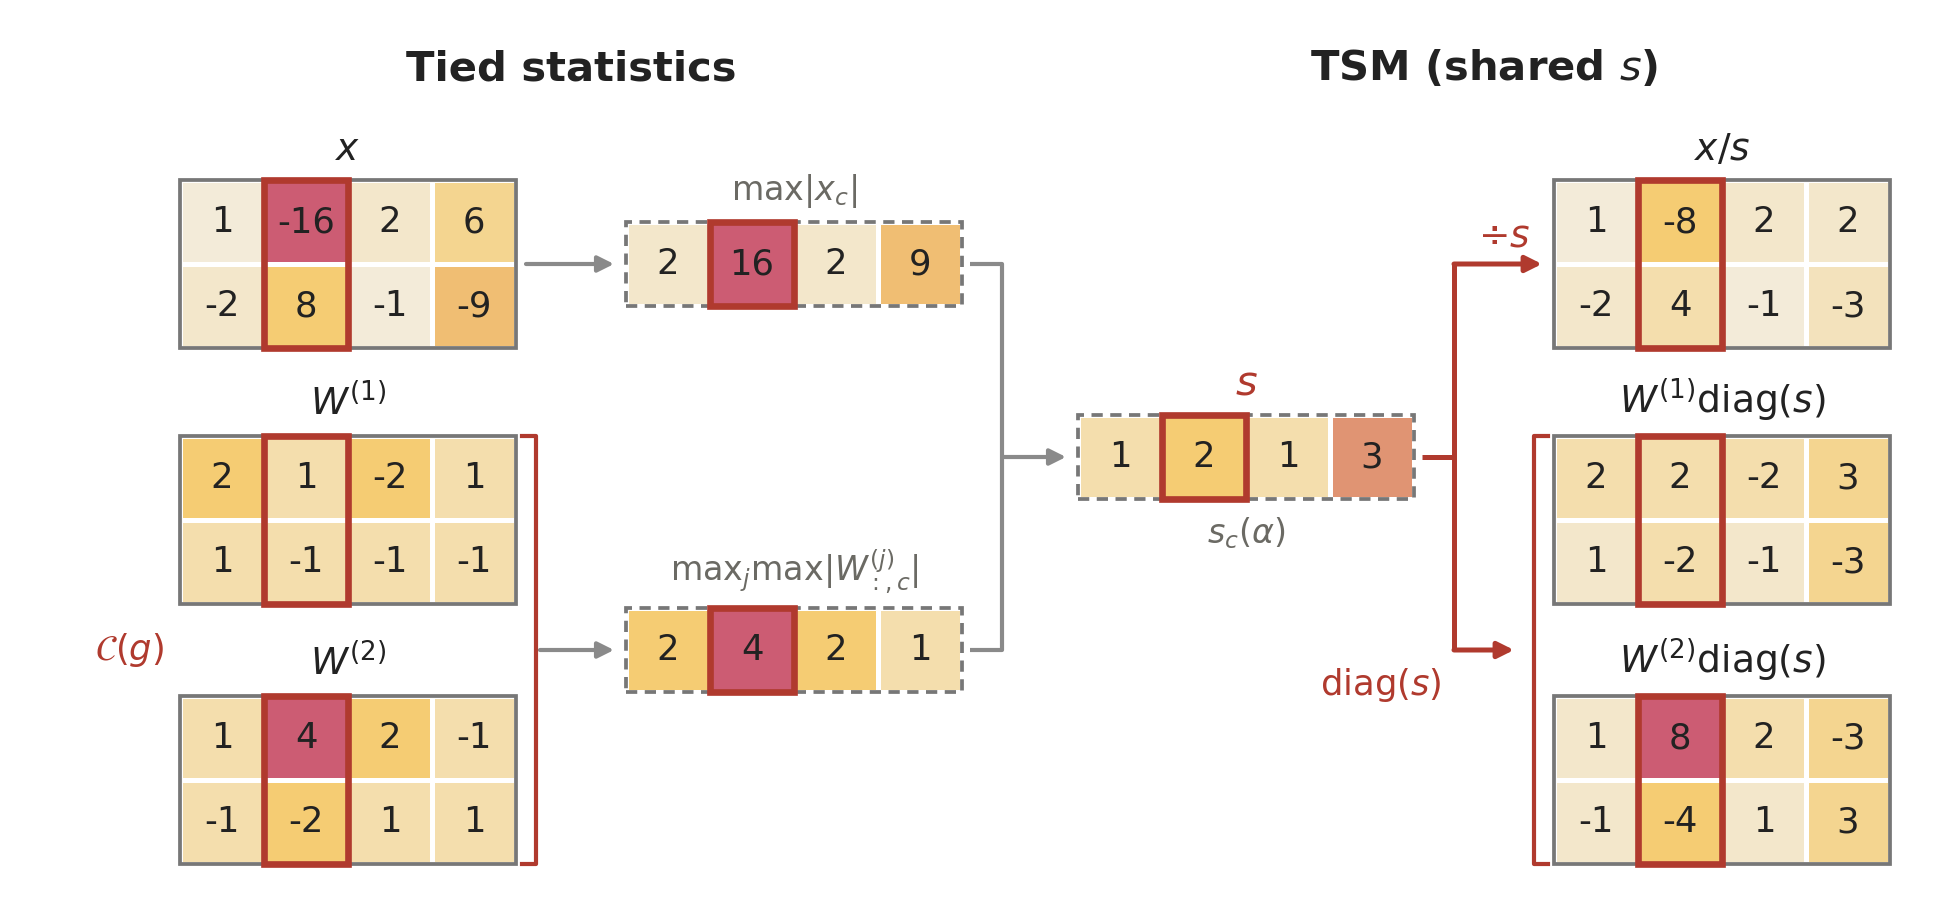 Tied statistics
TSM (shared s)
x
1 -16 2 6
-2 8 -1 -9
max|x_c|
2 16 2 9
W^{(1)}
2 1 -2 1
1 -1 -1 -1
C(g)
W^{(2)}
1 4 2 -1
-1 -2 1 1
max_j max|W^{(j)}_{:,c}|
2 4 2 1
s
1 2 1 3
s_c(α)
÷s
diag(s)
x/s
1 -8 2 2
-2 4 -1 -3
W^{(1)}diag(s)
2 2 -2 3
1 -2 -1 -3
W^{(2)}diag(s)
1 8 2 -3
-1 -4 1 3